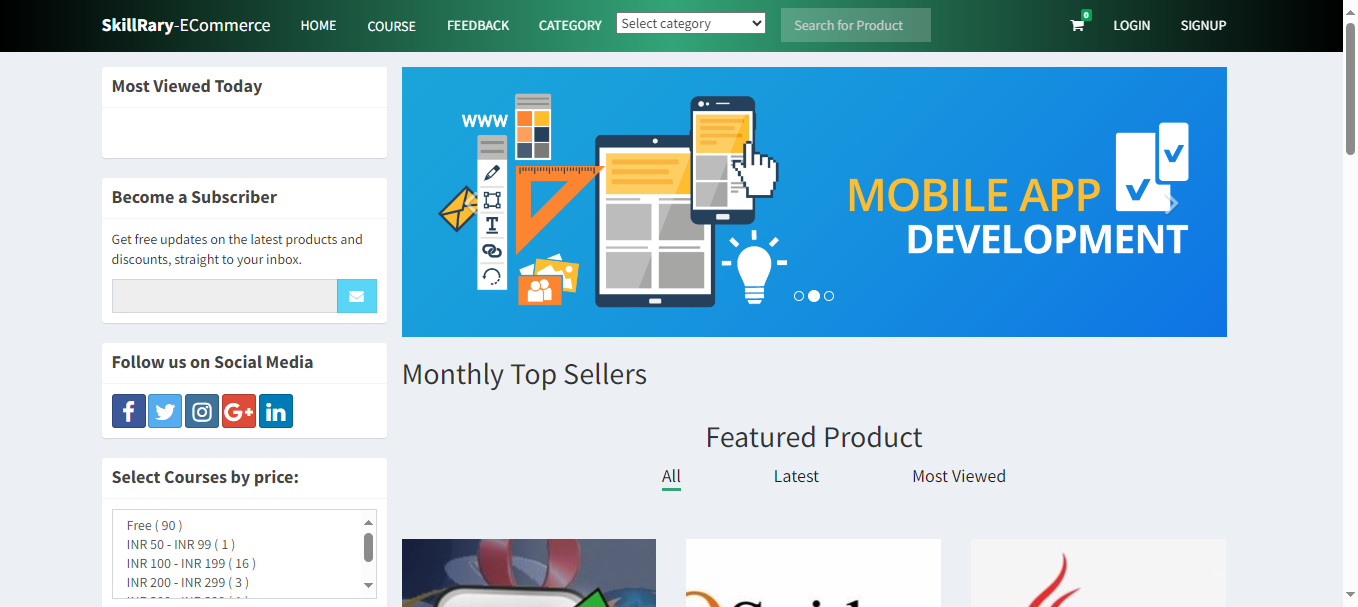 SkillRary-ECommerce HOME COURSE FEEDBACK CATEGORY Select category Search for Product 0 LOGIN SIGNUP
Most Viewed Today
Become a Subscriber
Get free updates on the latest products and
discounts, straight to your inbox.
Follow us on Social Media
f G+ in
Select Courses by price:
Free ( 90 )
INR 50 - INR 99 ( 1 )
INR 100 - INR 199 ( 16 )
INR 200 - INR 299 ( 3 )
WWW
T
MOBILE APP
DEVELOPMENT
Monthly Top Sellers
Featured Product
All Latest Most Viewed